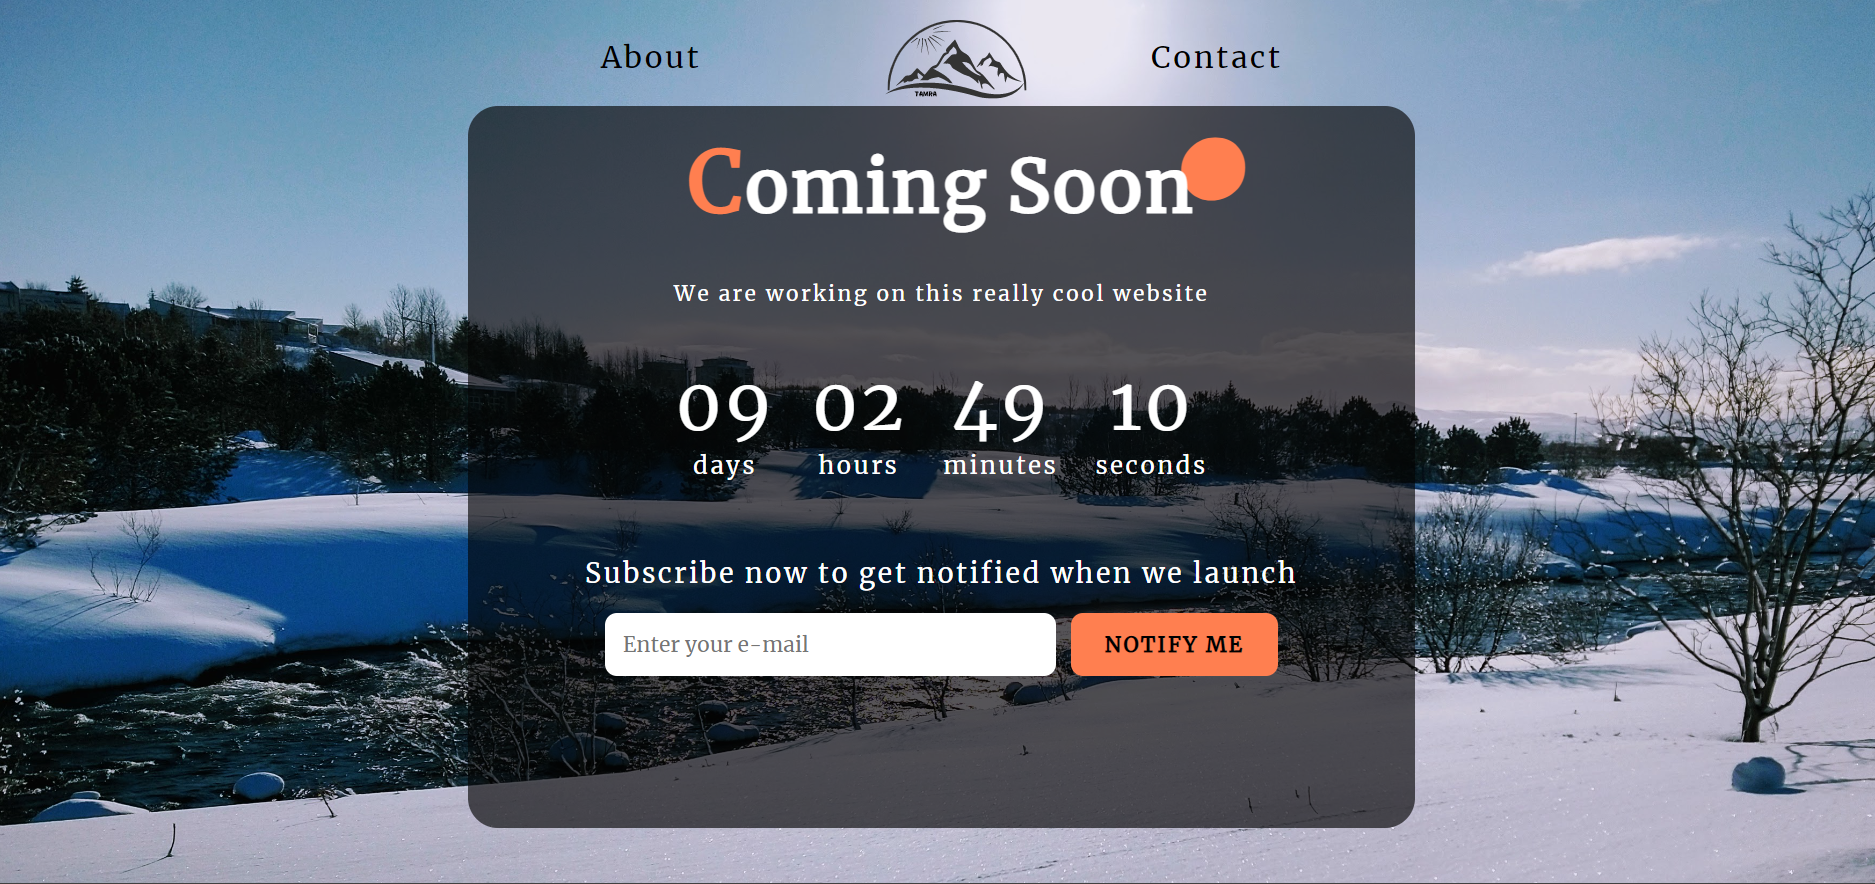 About
TAMRA
Contact
Coming Soon
We are working on this really cool website
09 02 49 10
days hours minutes seconds
Subscribe now to get notified when we launch
Enter your e-mail
NOTIFY ME